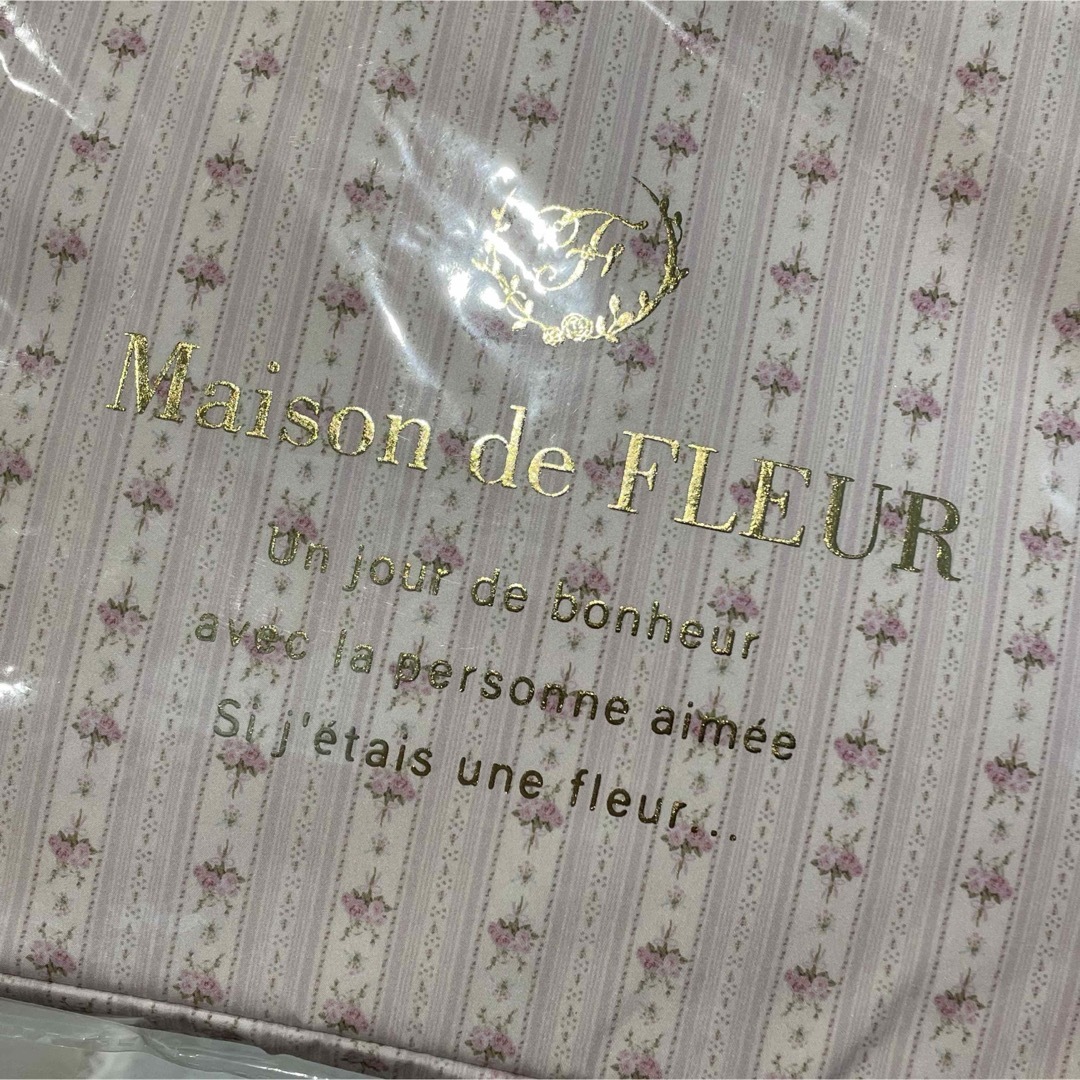 F
Maison de FLEUR
Un jour de bonheur
avec la personne aimée
Si j'étais une fleur...